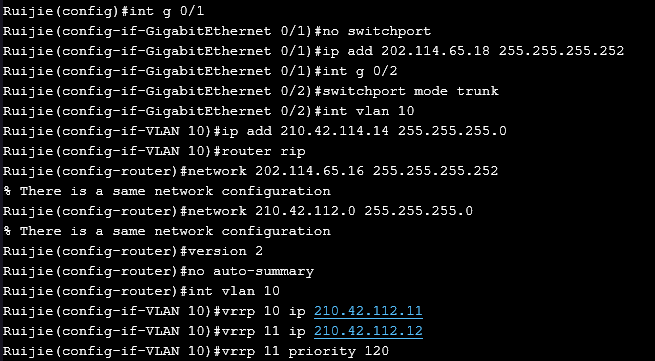 Ruijie(config)#int g 0/1
Ruijie(config-if-GigabitEthernet 0/1)#no switchport
Ruijie(config-if-GigabitEthernet 0/1)#ip add 202.114.65.18 255.255.255.252
Ruijie(config-if-GigabitEthernet 0/1)#int g 0/2
Ruijie(config-if-GigabitEthernet 0/2)#switchport mode trunk
Ruijie(config-if-GigabitEthernet 0/2)#int vlan 10
Ruijie(config-if-VLAN 10)#ip add 210.42.114.14 255.255.255.0
Ruijie(config-if-VLAN 10)#router rip
Ruijie(config-router)#network 202.114.65.16 255.255.255.252
% There is a same network configuration
Ruijie(config-router)#network 210.42.112.0 255.255.255.0
% There is a same network configuration
Ruijie(config-router)#version 2
Ruijie(config-router)#no auto-summary
Ruijie(config-router)#int vlan 10
Ruijie(config-if-VLAN 10)#vrrp 10 ip 210.42.112.11
Ruijie(config-if-VLAN 10)#vrrp 11 ip 210.42.112.12
Ruijie(config-if-VLAN 10)#vrrp 11 priority 120